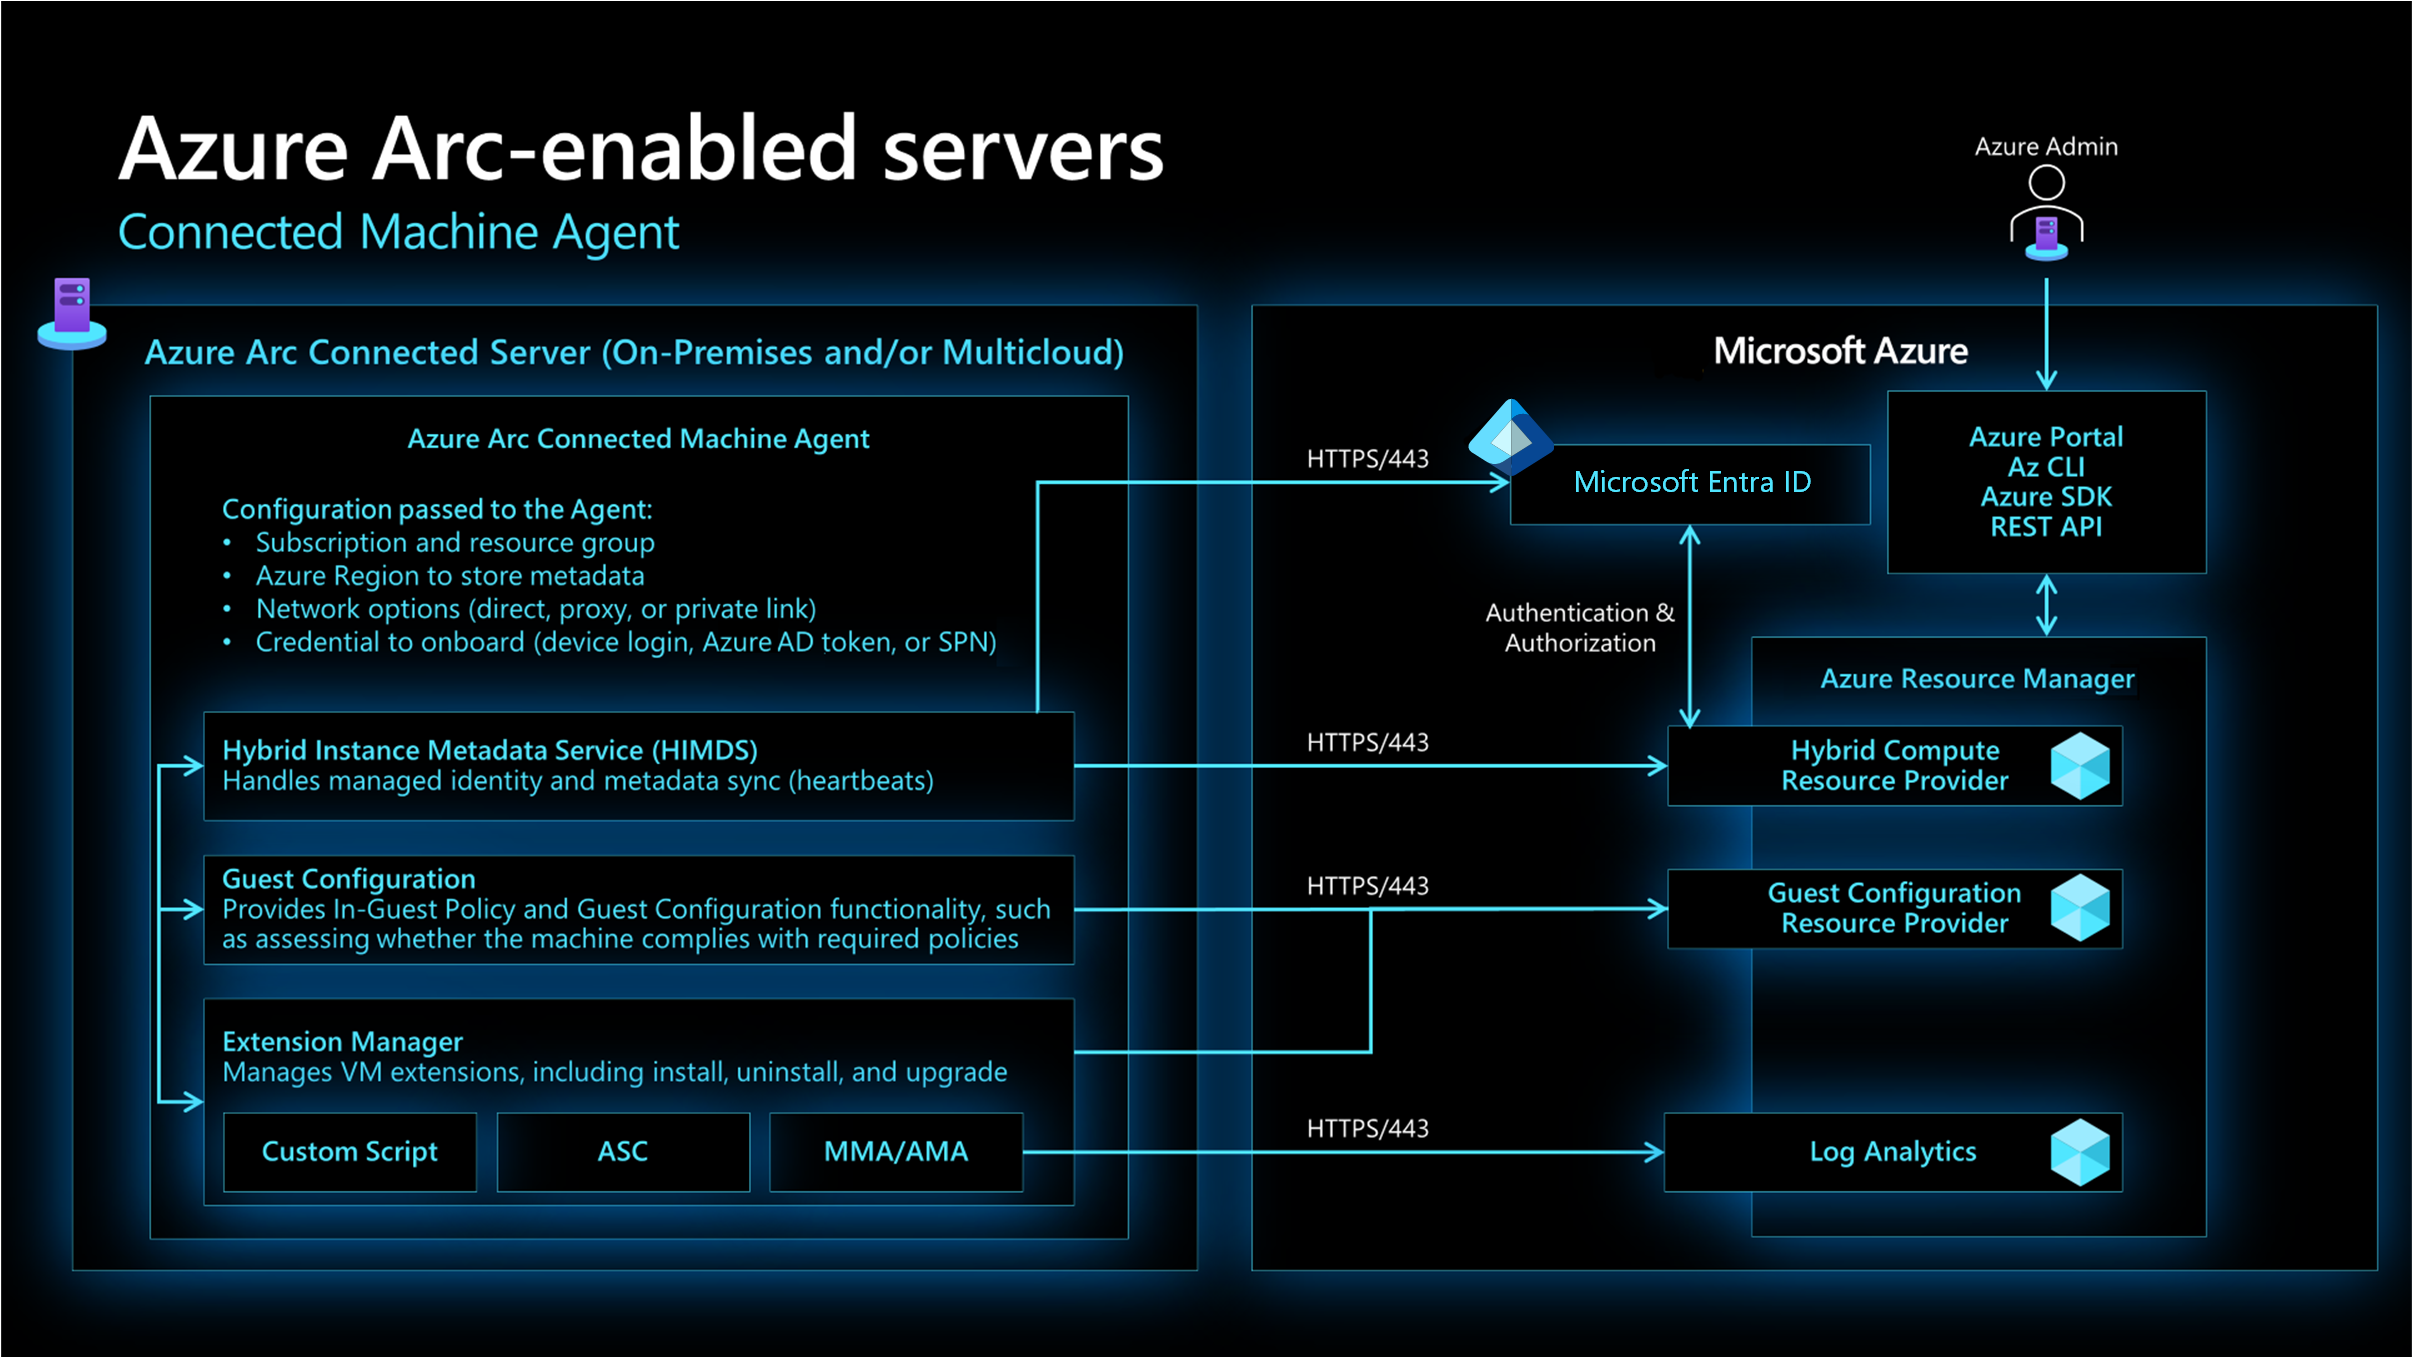 Azure Arc-enabled servers
Connected Machine Agent
Azure Admin
Azure Arc Connected Server (On-Premises and/or Multicloud)
Azure Arc Connected Machine Agent
Configuration passed to the Agent:
• Subscription and resource group
• Azure Region to store metadata
• Network options (direct, proxy, or private link)
• Credential to onboard (device login, Azure AD token, or SPN)
Hybrid Instance Metadata Service (HIMDS)
Handles managed identity and metadata sync (heartbeats)
Guest Configuration
Provides In-Guest Policy and Guest Configuration functionality, such
as assessing whether the machine complies with required policies
Extension Manager
Manages VM extensions, including install, uninstall, and upgrade
Custom Script
ASC
MMA/AMA
HTTPS/443
HTTPS/443
HTTPS/443
HTTPS/443
Microsoft Azure
Microsoft Entra ID
Azure Portal
Az CLI
Azure SDK
REST API
Authentication &
Authorization
Azure Resource Manager
Hybrid Compute
Resource Provider
Guest Configuration
Resource Provider
Log Analytics